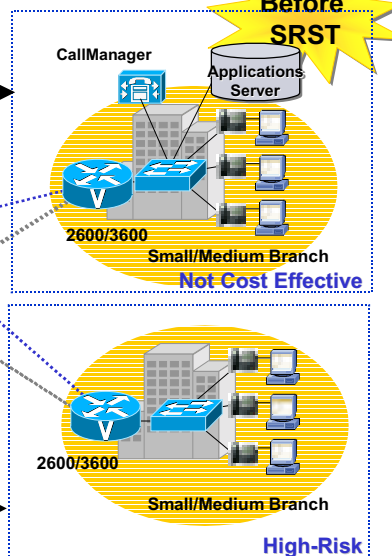 Before
SRST
CallManager
Applications
Server
V
2600/3600
Small/Medium Branch
Not Cost Effective
V
2600/3600
Small/Medium Branch
High-Risk